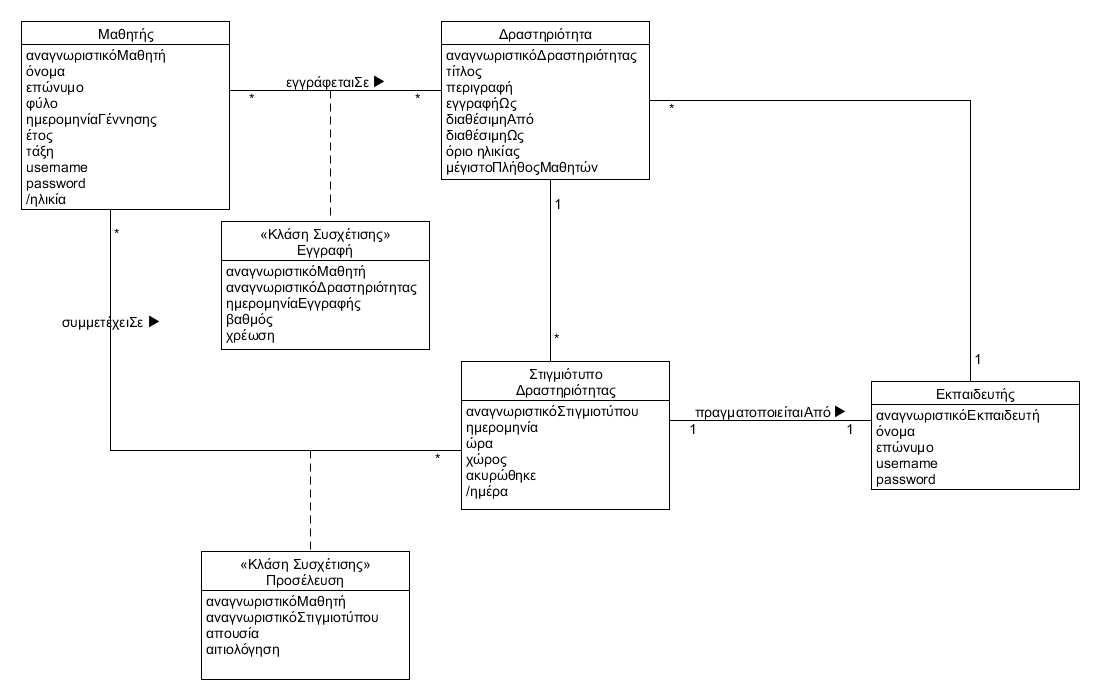 Μαθητής
αναγνωριστικόΜαθητή
όνομα
επώνυμο
φύλο
ημερομηνίαΓέννησης
έτος
τάξη
username
password
/ηλικία
εγγράφεταιΣε ▶
*
*
Δραστηριότητα
αναγνωριστικόΔραστηριότητας
τίτλος
περιγραφή
εγγραφήΩς
διαθέσιμηΑπό
διαθέσιμηΩς
όριο ηλικίας
μέγιστοΠλήθοςΜαθητών
*
1
*
1
*
συμμετέχειΣε ▶
*
«Κλάση Συσχέτισης»
Εγγραφή
αναγνωριστικόΜαθητή
αναγνωριστικόΔραστηριότητας
ημερομηνίαΕγγραφής
βαθμός
χρέωση
Στιγμιότυπο
Δραστηριότητας
αναγνωριστικόΣτιγμιοτύπου
ημερομηνία
ώρα
χώρος
ακυρώθηκε
/ημέρα
πραγματοποιείταιΑπό ▶
1
1
Εκπαιδευτής
αναγνωριστικόΕκπαιδευτή
όνομα
επώνυμο
username
password
«Κλάση Συσχέτισης»
Προσέλευση
αναγνωριστικόΜαθητή
αναγνωριστικόΣτιγμιοτύπου
απουσία
αιτιολόγηση